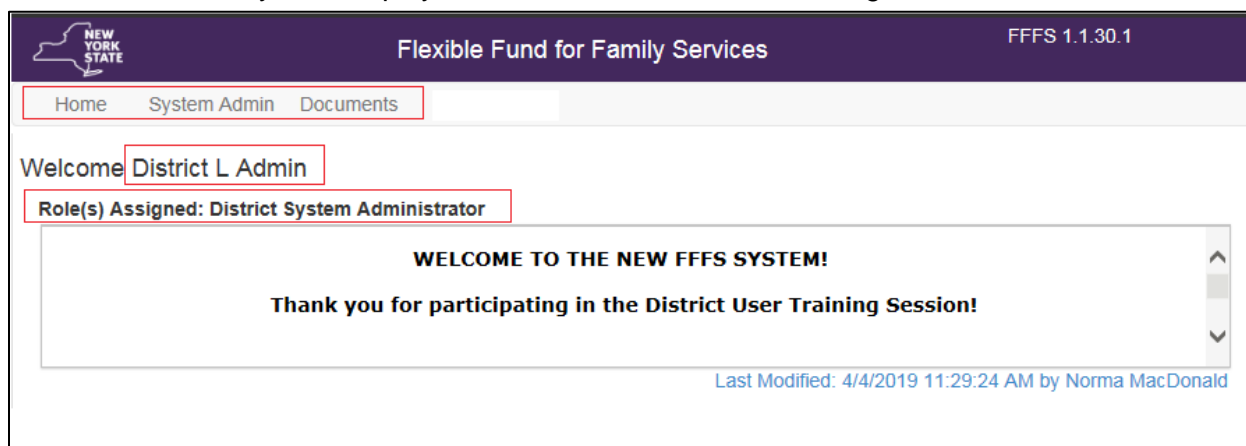 NEW
YORK
STATE
Flexible Fund for Family Services
FFFS 1.1.30.1
Home System Admin Documents
Welcome District L Admin
Role(s) Assigned: District System Administrator
WELCOME TO THE NEW FFFS SYSTEM!
Thank you for participating in the District User Training Session!
Last Modified: 4/4/2019 11:29:24 AM by Norma MacDonald